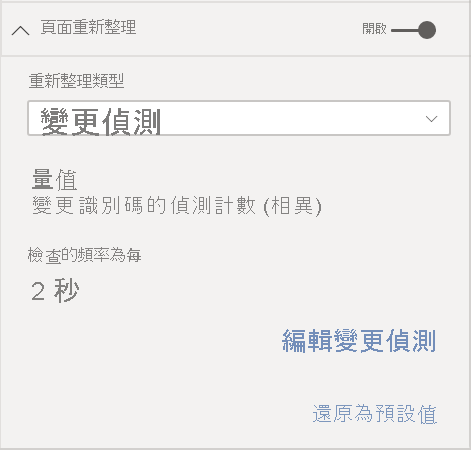 頁面重新整理
開啟
重新整理類型
變更偵測
量值
變更識別碼的偵測計數 (相異)
檢查的頻率為每
2 秒
編輯變更偵測
還原為預設值